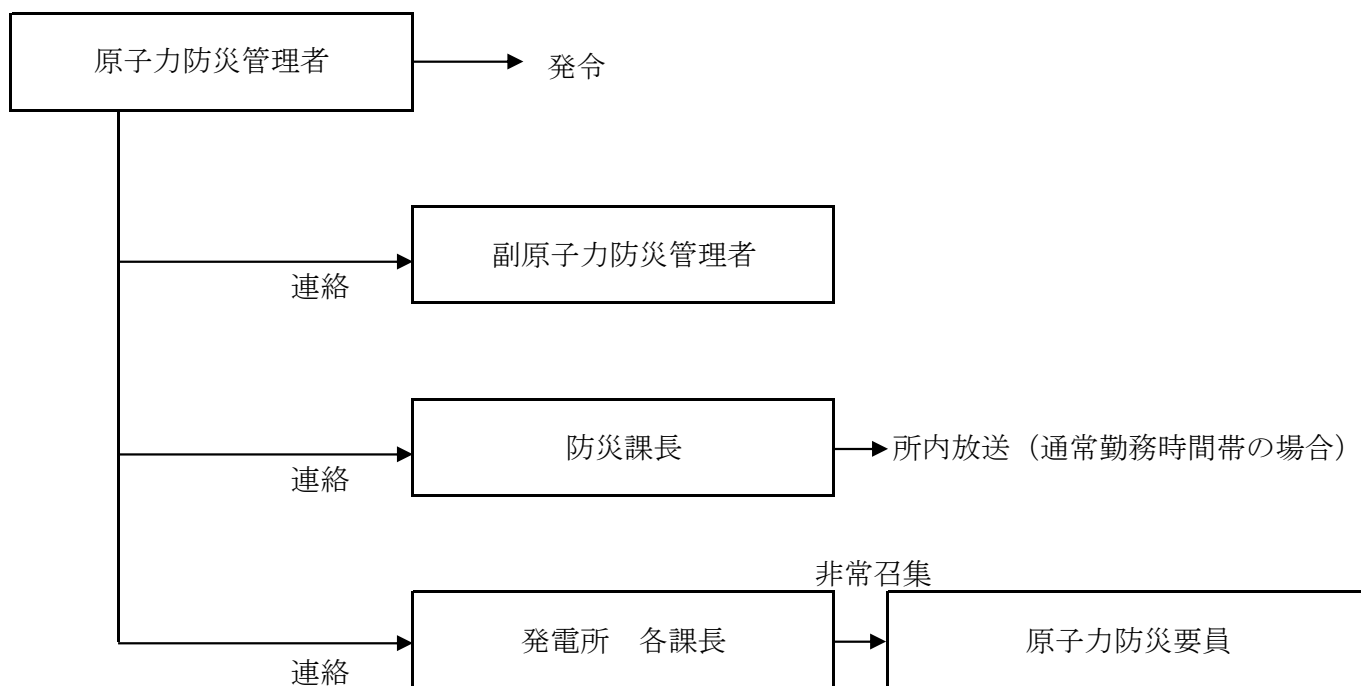 原子力防災管理者
発令
副原子力防災管理者
連絡
防災課長
所内放送（通常勤務時間帯の場合）
連絡
非常召集
発電所　各課長
原子力防災要員
連絡